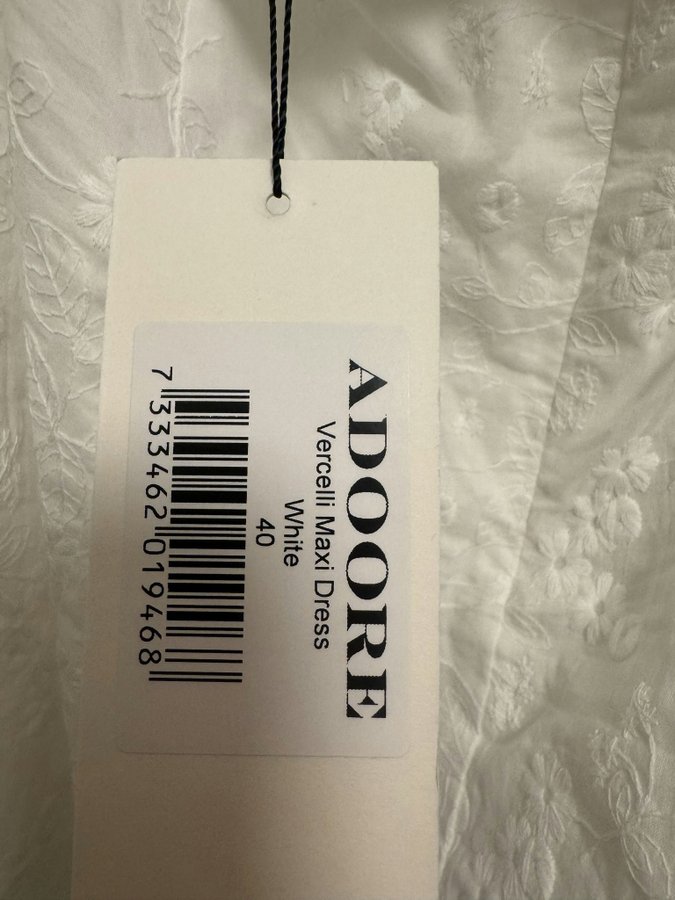 ADOORE
Vercelli Maxi Dress
White
40
7 333462 019468